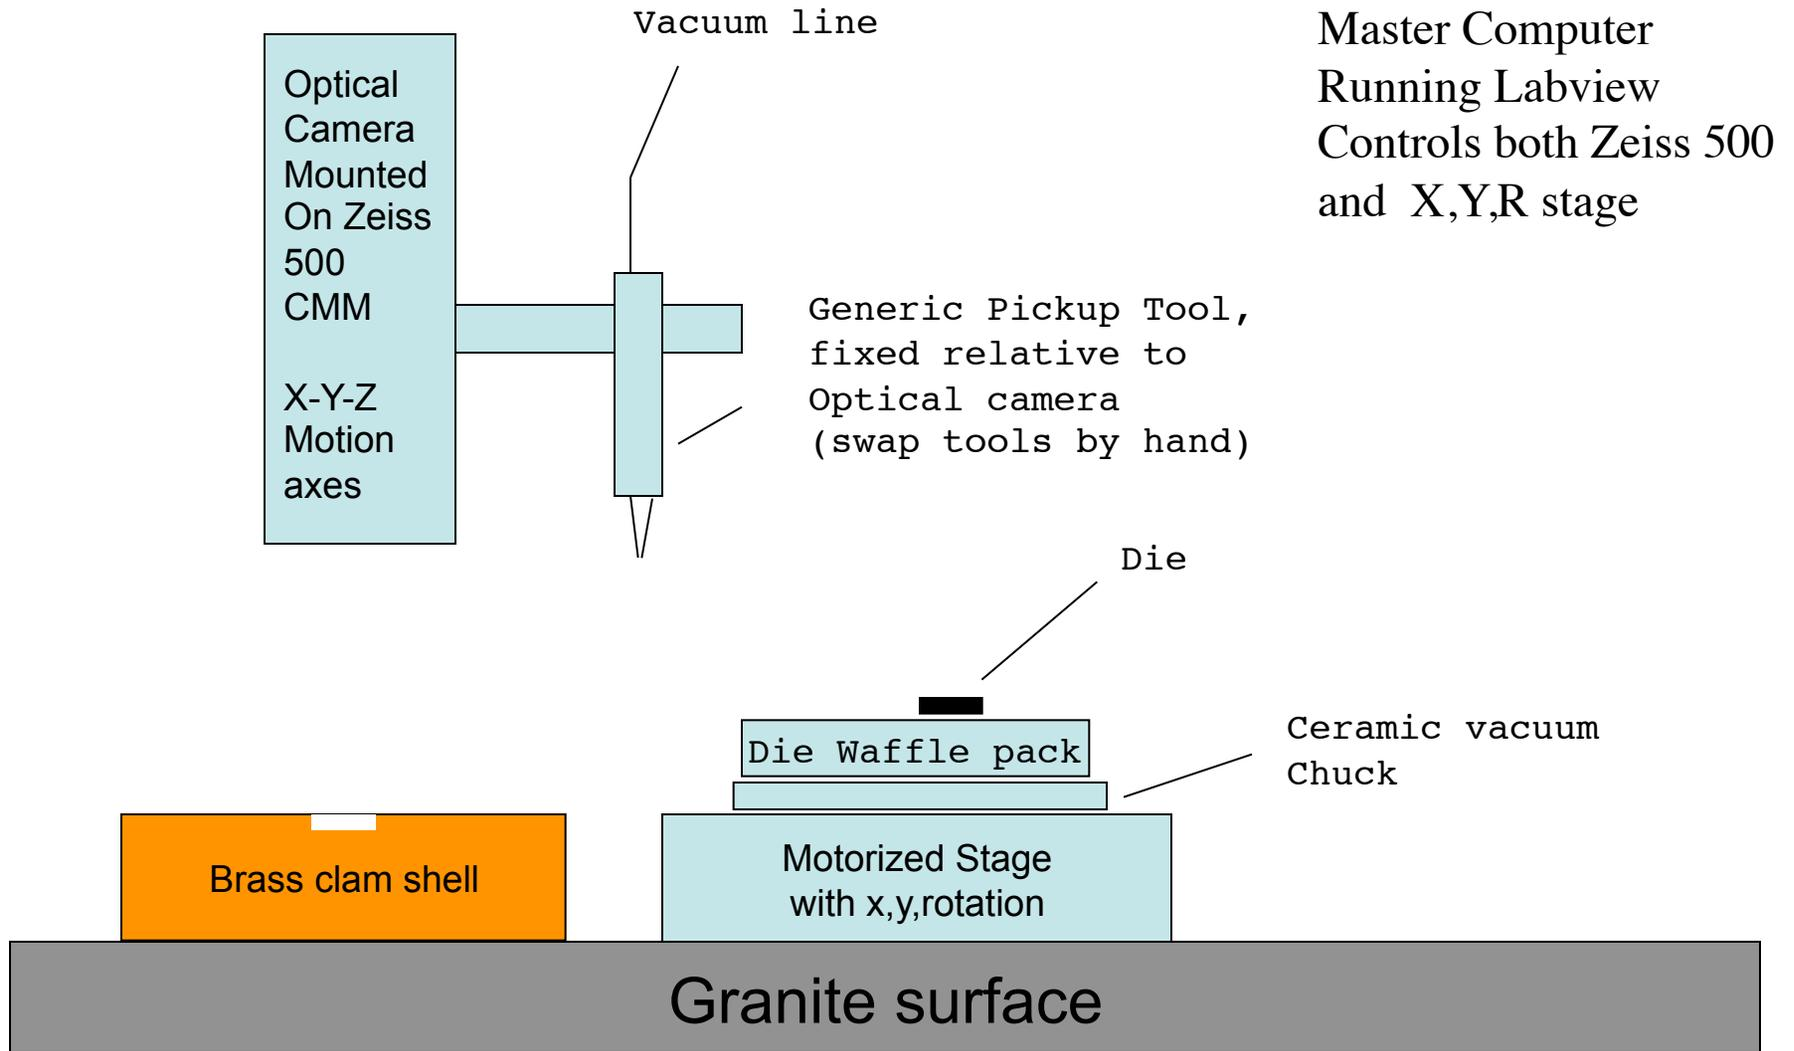 Vacuum line
Master Computer
Running Labview
Controls both Zeiss 500
and  X,Y,R stage
Optical
Camera
Mounted
On Zeiss
500
CMM
X-Y-Z
Motion
axes
Generic Pickup Tool,
fixed relative to
Optical camera
(swap tools by hand)
Die
Die Waffle pack
Ceramic vacuum
Chuck
Brass clam shell
Motorized Stage
with x,y,rotation
Granite surface